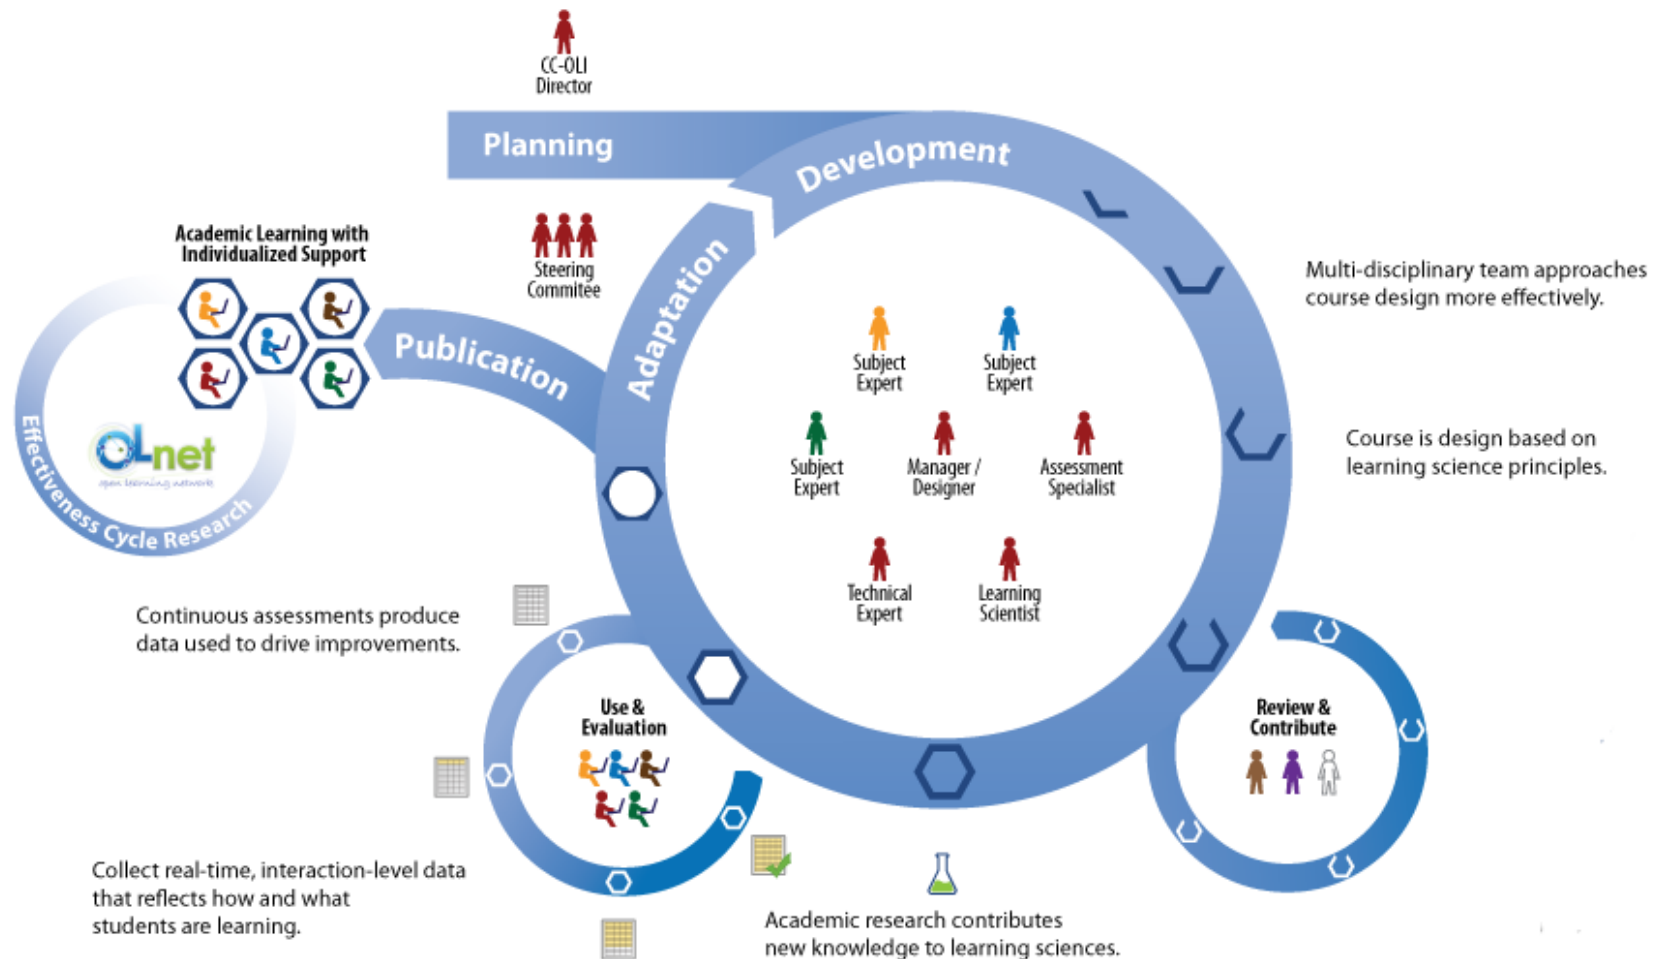 CC-OLI
Director
Planning
Development
Academic Learning with
Individualized Support
Steering
Commitee
Adaptation
Publication
Multi-disciplinary team approaches
course design more effectively.
Subject
Expert
Subject
Expert
OLnet
open learning network
Effectiveness Cycle Research
Subject
Expert
Manager /
Designer
Assessment
Specialist
Course is design based on
learning science principles.
Technical
Expert
Learning
Scientist
Continuous assessments produce
data used to drive improvements.
Use &
Evaluation
Review &
Contribute
Collect real-time, interaction-level data
that reflects how and what
students are learning.
Academic research contributes
new knowledge to learning sciences.